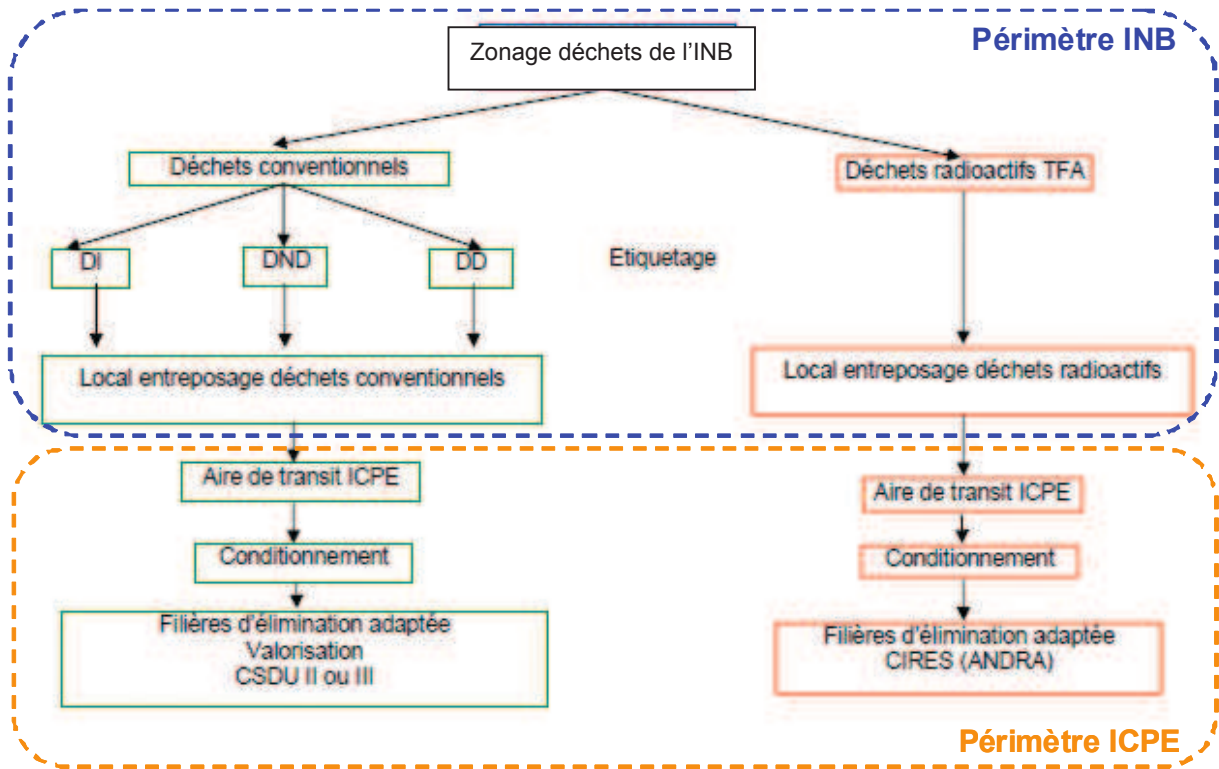 Périmètre INB
Zonage déchets de l'INB
Déchets conventionnels
Déchets radioactifs TFA
DI
DND
DD
Etiquetage
Local entreposage déchets conventionnels
Local entreposage déchets radioactifs
Aire de transit ICPE
Aire de transit ICPE
Conditionnement
Conditionnement
Filières d'élimination adaptée
Valorisation
CSDU II ou III
Filières d'élimination adaptée
CIRES (ANDRA)
Périmètre ICPE